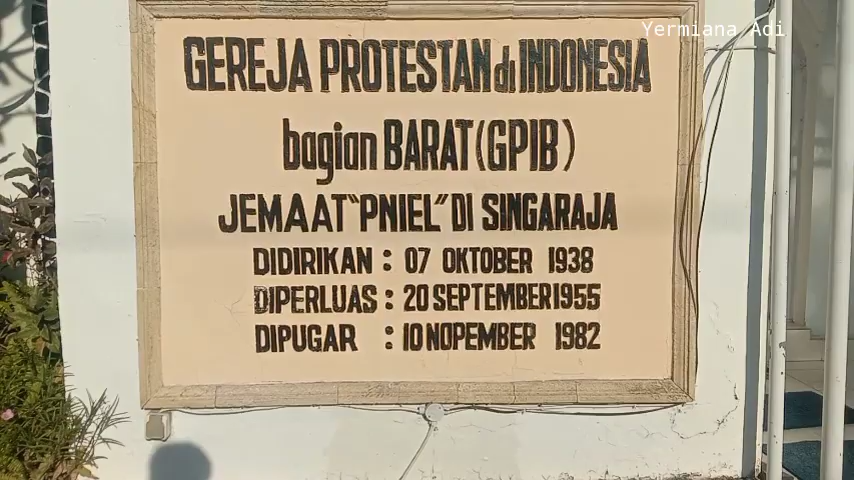 Yermiana Adi
GEREJA PROTESTAN di INDONESIA
bagian BARAT (GPIB)
JEMAAT "PNIEL" DI SINGARAJA
DIDIRIKAN : 07 OKTOBER 1938
DIPERLUAS : 20 SEPTEMBER 1955
DIPUGAR : 10 NOPEMBER 1982